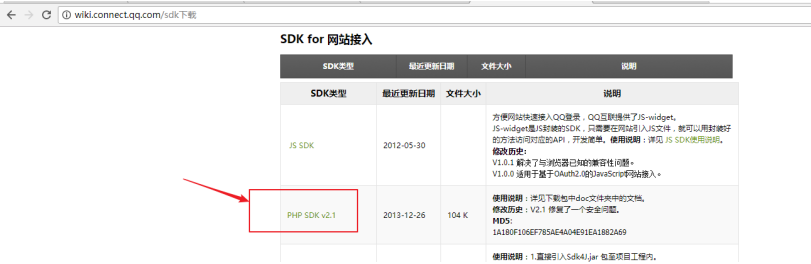 wiki.connect.qq.com/sdk下载
SDK for 网站接入
SDK类型 最近更新日期 文件大小 说明
SDK类型 最近更新日期 文件大小 说明
方便网站快速接入QQ登录，QQ互联提供了JS-widget。
JS SDK 2012-05-30 JS-widget是JS封装的SDK，只需要在网站引入JS文件，就可以用封装好
的方法访问对应的API，开发简单。使用说明：详见 JS SDK使用说明。
修改历史:
V1.0.1 解决了与浏览器已知的兼容性问题。
V1.0.0 适用于基于OAuth2.0的JavaScript网站接入。
PHP SDK v2.1 2013-12-26 104 K 使用说明：详见下载包中doc文件夹中的文档。
修改历史：V2.1 修复了一个安全问题。
MD5:
1A180F106EF785AE4A04E91EA1882A69
使用说明：1.直接引入Sdk4J.jar 包至项目工程内。